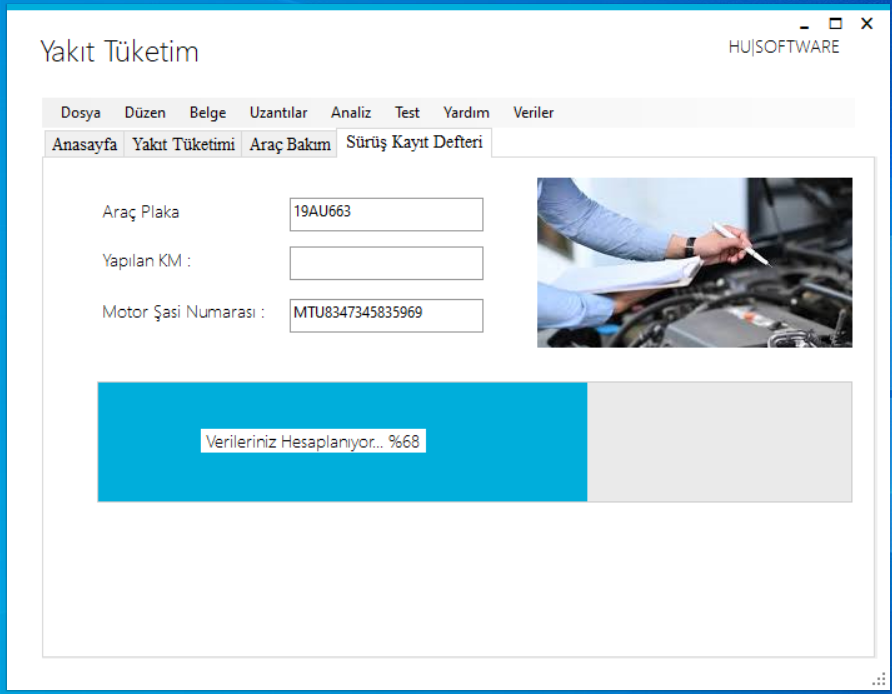 Yakıt Tüketim
HU|SOFTWARE
Dosya Düzen Belge Uzantılar Analiz Test Yardım Veriler
Anasayfa Yakıt Tüketimi Araç Bakım Sürüş Kayıt Defteri
Araç Plaka 19AU663
Yapılan KM :
Motor Şasi Numarası : MTU8347345835969
Verileriniz Hesaplanıyor... %68